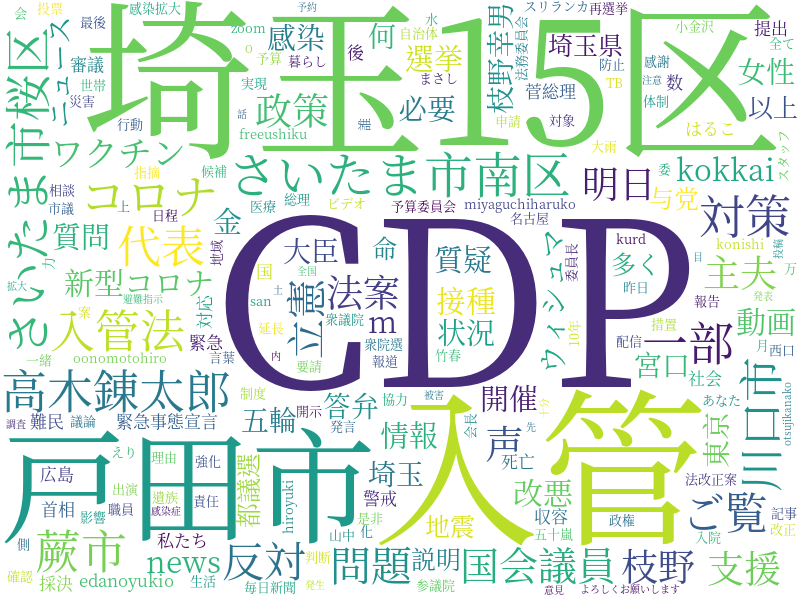 埼玉15区
CDP
入管
戸田市
さいたま市桜区
さいたま市南区
高木錬太郎
川口市
コロナ
入管法
代表
ワクチン
政策
感染
何
必要
選挙
枝野幸男
埼玉県
以上
女性
kokkai
明日
与党
対策
主夫
一部
動画
多く
宮口
ウィシュマ
質疑
接種
状況
法案
m
立憲
大臣
命
金
質問
新型コロナ
ニュース
国
対応
緊急
五輪
答弁
開催
声
情報
埼玉
改悪
ご覧
東京
枝野
支援
国会議員
問題
説明
地震
警戒
反対
都議選
news
蕨市
私たち
難民
緊急事態宣言
首相
広島
edanoyukio
採決
毎日新聞
参議院
生活
確認
影響
職員
出演
遺族
責任
感染症
理由
強化
hiroyuki
山中
是非
化
判断
発生
意見
よろしくお願いします
五十嵐
政権
収容
死亡
入院
改正
記事
法改正案
otsujikanako
あなた
社会
西口
月
報告
配信
措置
10年
竹春
昨日
kurd
委員長
名古屋
konishi
投稿
発表
目
万
委
スタッフ
はるこ
TB
注意
体制
数
防止
感謝
全て
小金沢
提出
再選挙
スリランカ
水
自治体
法務委員会
菅総理
まさし
対象
申請
予約
zoom
o
予算
暮らし
後
実現
freeushiku
話
誰
感染拡大
投票
会
最後
審議
世帯
災害
行動
指摘
候補
相談
市議
上
日程
医療
総理
ビデオ
予算委員会
miyaguchiharuko
地域
san
土
全国
衆議院
延長
要請
内
衆院選
報道
言葉
制度
開示
協力
発言
被害
会長
十分
先
力
案
拡大
避難指示
一緒
oonomotohiro
調査
議論
えり
側
大雨